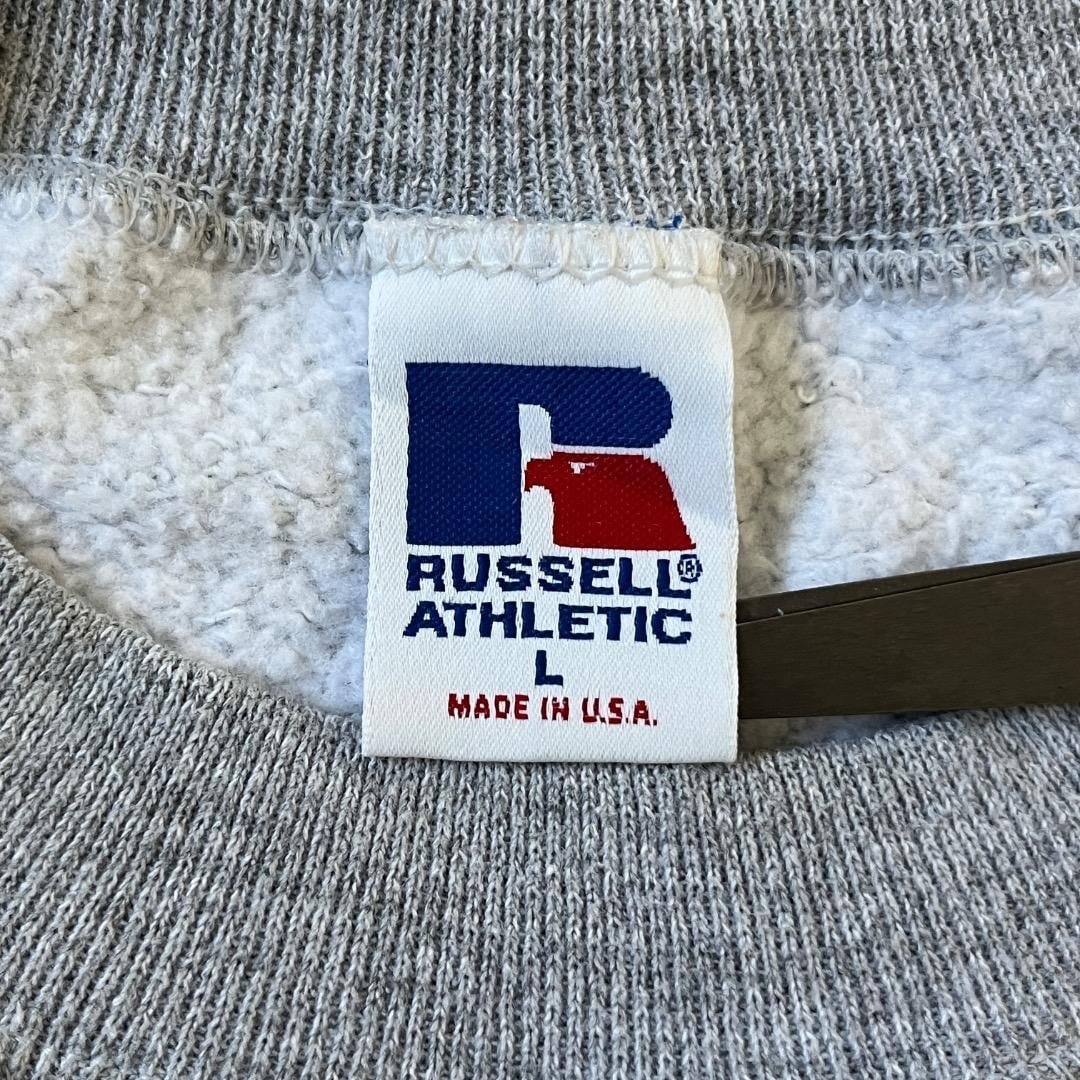 R
RUSSELL®
ATHLETIC
L
MADE IN U.S.A.